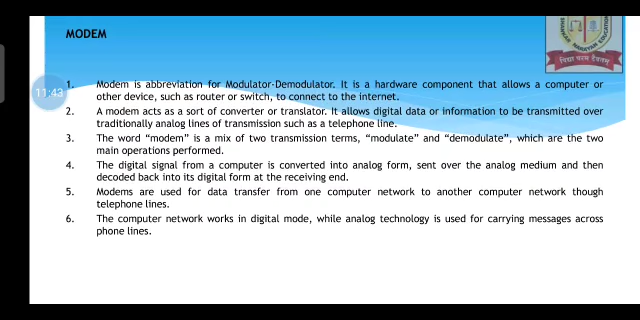 MODEM
11:43
विद्या परम दैवतम्
1. Modem is abbreviation for Modulator-Demodulator. It is a hardware component that allows a computer or
other device, such as router or switch, to connect to the internet.
2. A modem acts as a sort of converter or translator. It allows digital data or information to be transmitted over
traditionally analog lines of transmission such as a telephone line.
3. The word “modem” is a mix of two transmission terms, “modulate” and “demodulate”, which are the two
main operations performed.
4. The digital signal from a computer is converted into analog form, sent over the analog medium and then
decoded back into its digital form at the receiving end.
5. Modems are used for data transfer from one computer network to another computer network though
telephone lines.
6. The computer network works in digital mode, while analog technology is used for carrying messages across
phone lines.